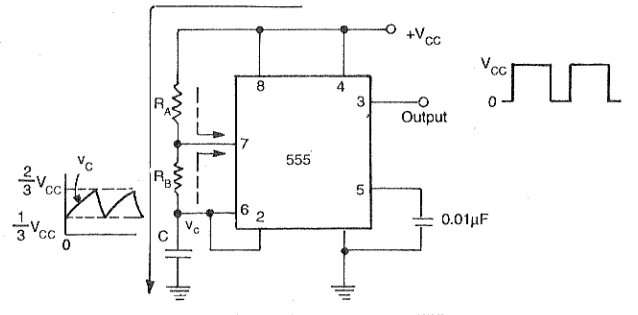 +VCC
8
4
RA
3
Output
VCC
0
7
555
RB
2/3 VCC
vC
5
6
2
vc
C
0.01µF
1/3 VCC
0